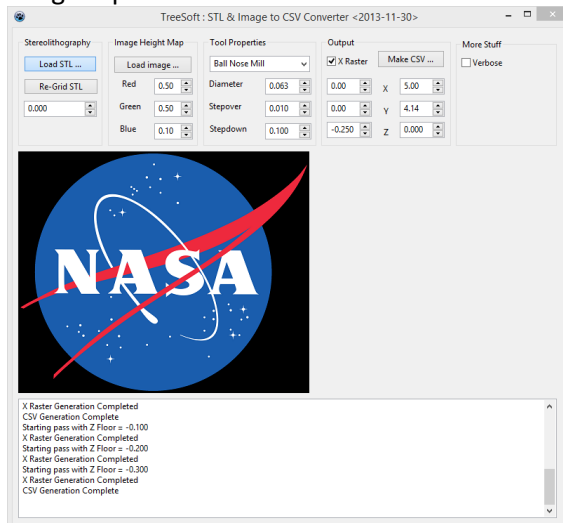 TreeSoft : STL & Image to CSV Converter <2013-11-30>
Stereolithography
Load STL ...
Re-Grid STL
0.000
Image Height Map
Load image ...
Red 0.50
Green 0.50
Blue 0.10
Tool Properties
Ball Nose Mill
Diameter 0.063
Stepover 0.010
Stepdown 0.100
Output
X Raster Make CSV ...
0.00 X 5.00
0.00 Y 4.14
-0.250 Z 0.000
More Stuff
Verbose
NASA
X Raster Generation Completed
CSV Generation Complete
Starting pass with Z Floor = -0.100
X Raster Generation Completed
Starting pass with Z Floor = -0.200
X Raster Generation Completed
Starting pass with Z Floor = -0.300
X Raster Generation Completed
CSV Generation Complete